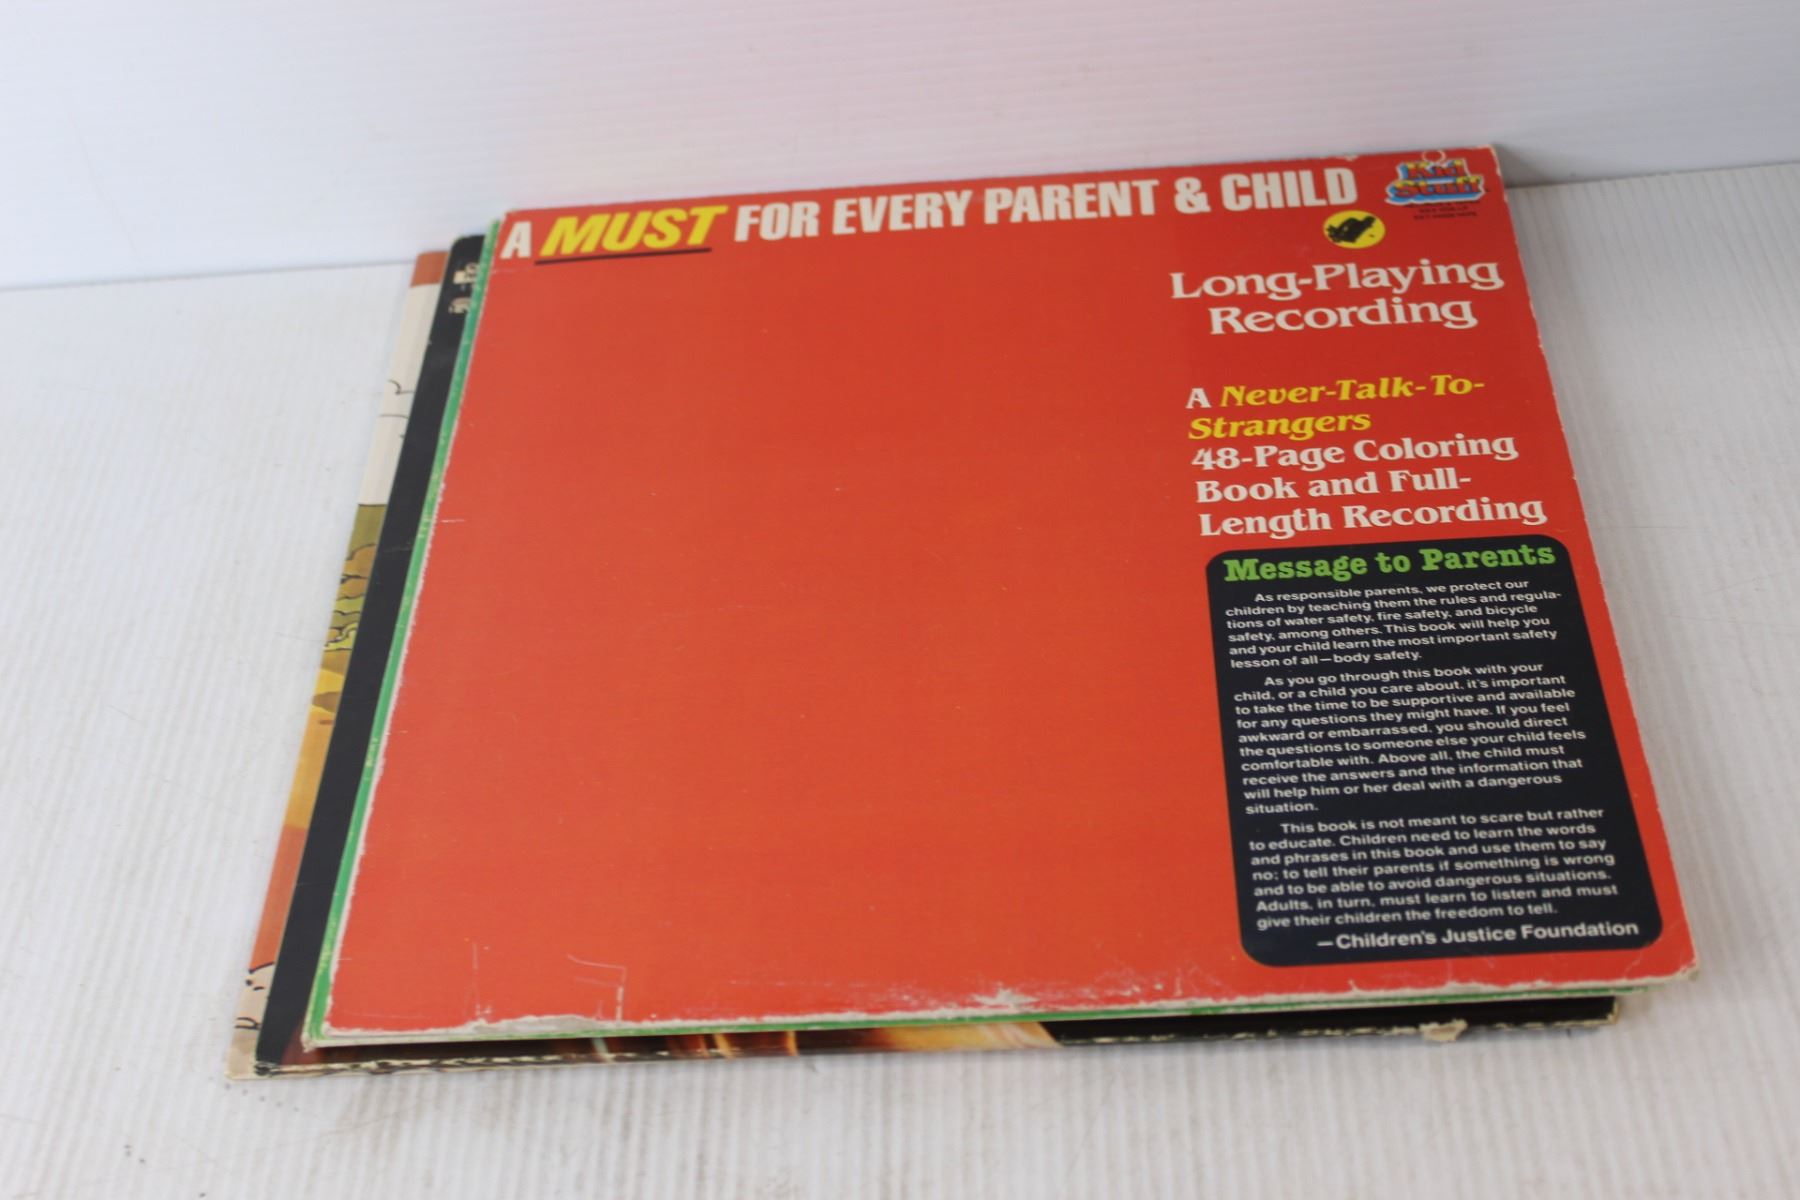 A MUST FOR EVERY PARENT & CHILD
Kid
Stuff
Long-Playing
Recording
A Never-Talk-To-
Strangers
48-Page Coloring
Book and Full-
Length Recording
Message to Parents
As responsible parents, we protect our
children by teaching them the rules and regula-
tions of water safety, fire safety, and bicycle
safety, among others. This book will help you
and your child learn the most important safety
lesson of all—body safety.
As you go through this book with your
child, or a child you care about, it's important
to take the time to be supportive and available
for any questions they might have. If you feel
awkward or embarrassed, you should direct
the questions to someone else your child feels
comfortable with. Above all, the child must
receive the answers and the information that
will help him or her deal with a dangerous
situation.
This book is not meant to scare but rather
to educate. Children need to learn the words
and phrases in this book and use them to say
no; to tell their parents if something is wrong
and to be able to avoid dangerous situations.
Adults, in turn, must learn to listen and must
give their children the freedom to tell.
—Children's Justice Foundation